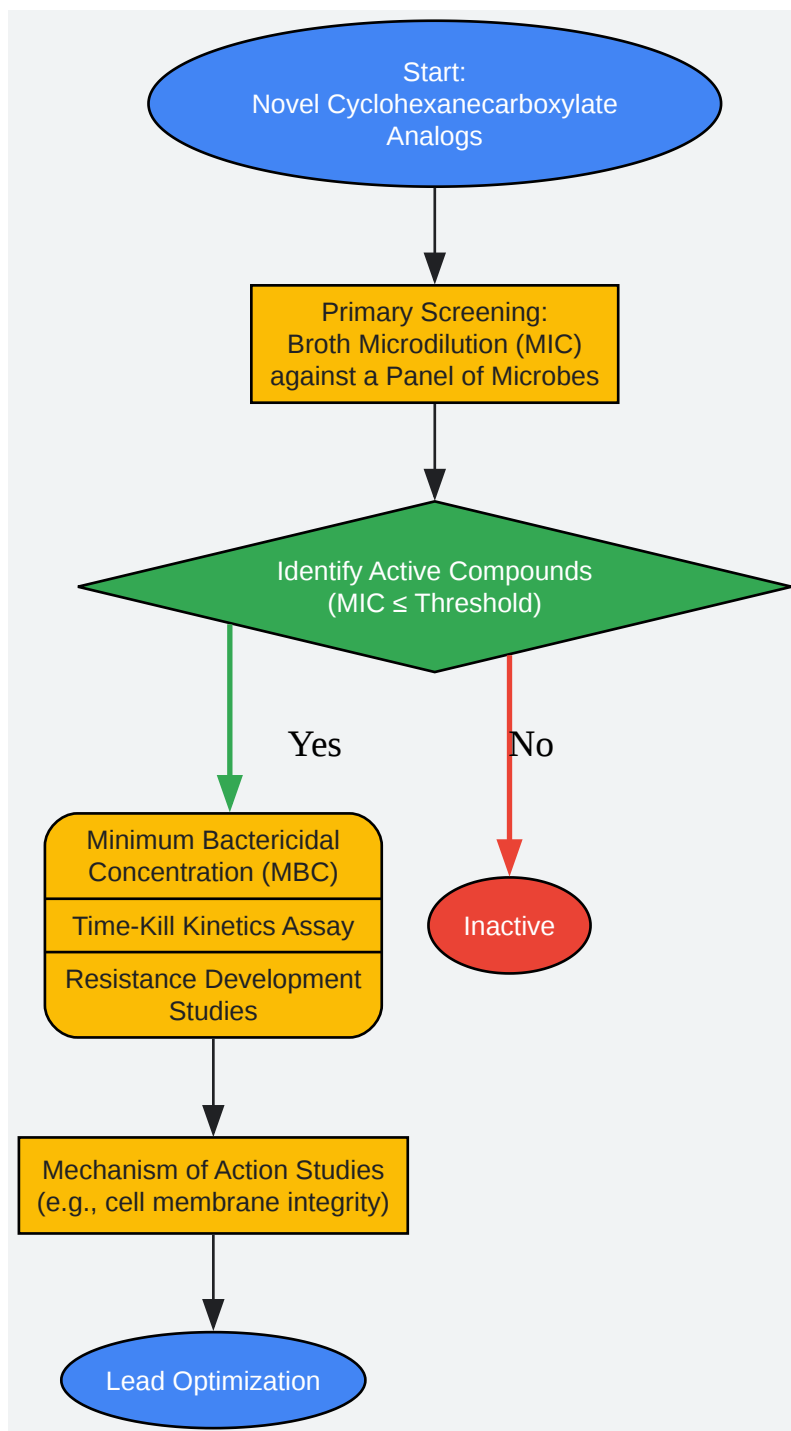 Start:
Novel Cyclohexanecarboxylate
Analogs
Primary Screening:
Broth Microdilution (MIC)
against a Panel of Microbes
Identify Active Compounds
(MIC ≤ Threshold)
Yes
No
Minimum Bactericidal
Concentration (MBC)
Time-Kill Kinetics Assay
Resistance Development
Studies
Inactive
Mechanism of Action Studies
(e.g., cell membrane integrity)
Lead Optimization